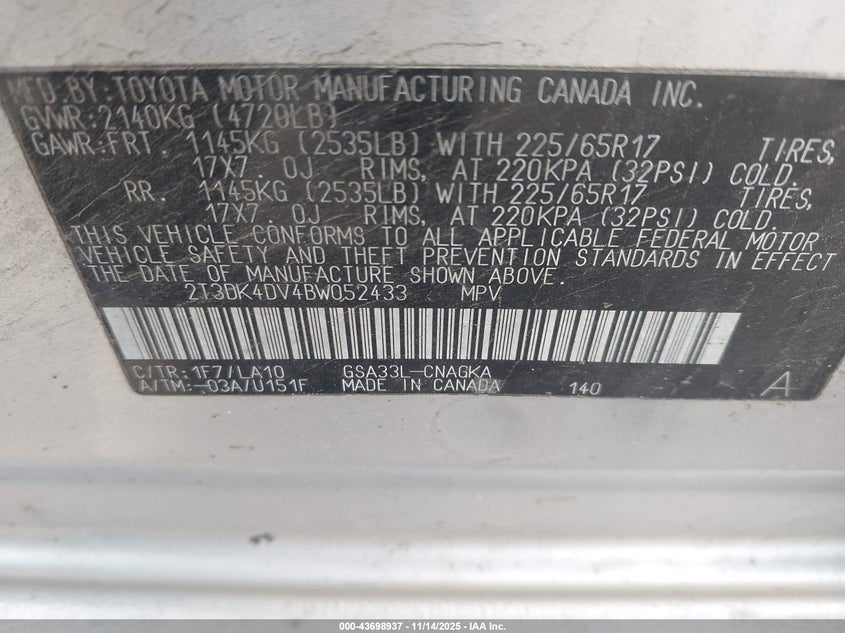 MFD.BY:TOYOTA MOTOR MANUFACTURING CANADA INC.
GVWR:2140KG (4720LB)
GAWR:FRT. 1145KG (2535LB) WITH 225/65R17 TIRES,
17X7.0J RIMS, AT 220KPA (32PSI) COLD.
RR. 1145KG (2535LB) WITH 225/65R17 TIRES,
17X7.0J RIMS, AT 220KPA (32PSI) COLD.
THIS VEHICLE CONFORMS TO ALL APPLICABLE FEDERAL MOTOR
VEHICLE SAFETY AND THEFT PREVENTION STANDARDS IN EFFECT
THE DATE OF MANUFACTURE SHOWN ABOVE.
2T3DK4DV4BW052433 MPV
C/TR:1F7/LA10 GSA33L-CNAGKA
A/TM:-03A/U151F MADE IN CANADA 140 A
000-43698937 - 11/14/2025 - IAA Inc.